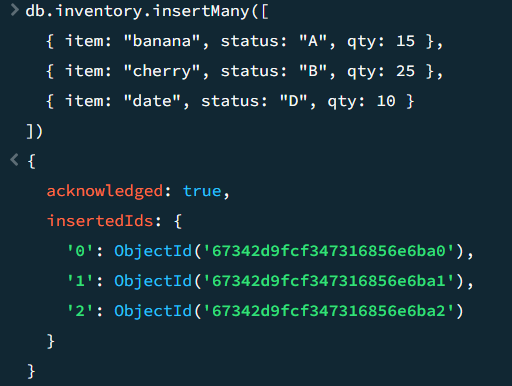 > db.inventory.insertMany([
{ item: "banana", status: "A", qty: 15 },
{ item: "cherry", status: "B", qty: 25 },
{ item: "date", status: "D", qty: 10 }
])
< {
acknowledged: true,
insertedIds: {
'0': ObjectId('67342d9fcf347316856e6ba0'),
'1': ObjectId('67342d9fcf347316856e6ba1'),
'2': ObjectId('67342d9fcf347316856e6ba2')
}
}